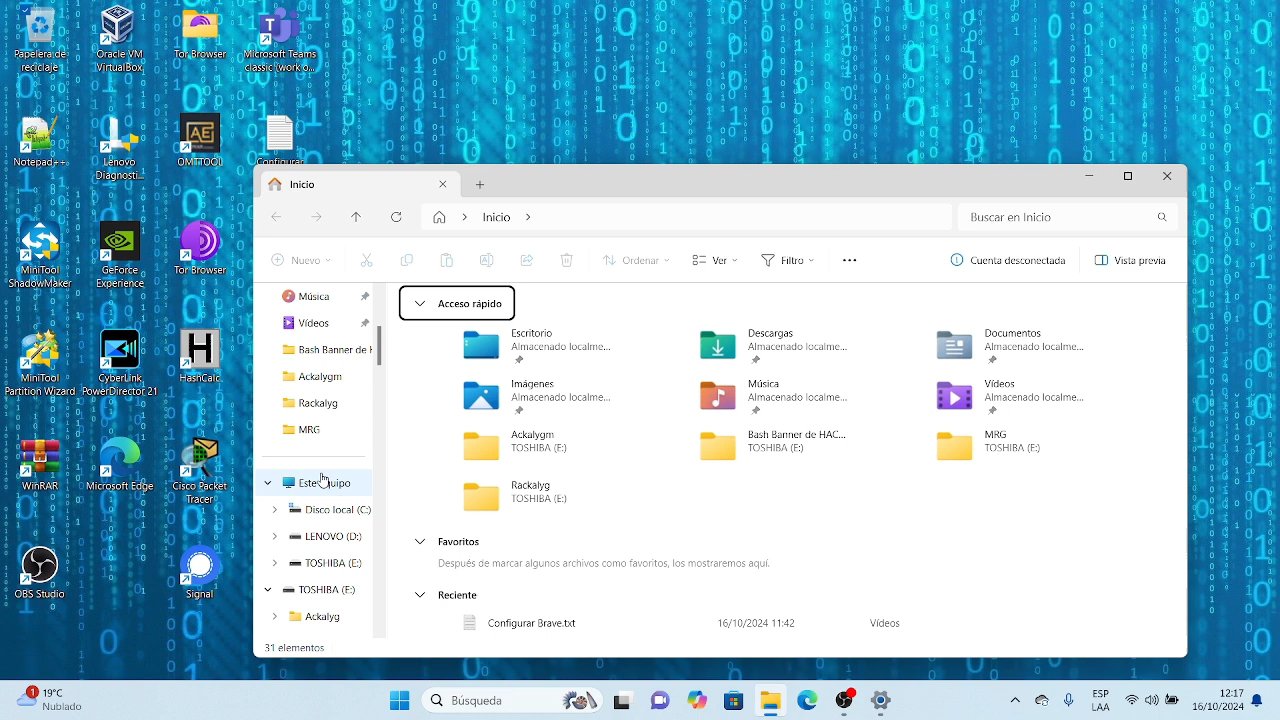 Papelera de
reciclaje
Oracle VM
VirtualBox
Tor Browser
Microsoft Teams
classic (work o...
Notepad++
Lenovo
Diagnosti...
OMTTOOL
Configurar
MiniTool
ShadowMaker
GeForce
Experience
Tor Browser
MiniTool
Partition Wizard
CyberLink
PowerDirector 21
HashCalc
WinRAR
Microsoft Edge
Cisco Packet
Tracer
OBS Studio
Signal
Inicio
Inicio
Buscar en Inicio
Nuevo
Ordenar
Ver
Filtro
Cuenta desconectada
Vista previa
Música
Vídeos
Bash Banner de H
Ackalygm
Rackalyg
MRG
Este equipo
Disco local (C:)
LENOVO (D:)
TOSHIBA (E:)
TOSHIBA (E:)
Ackalyg
Acceso rápido
Escritorio
Almacenado localme...
Descargas
Almacenado localme...
Documentos
Almacenado localme...
Imágenes
Almacenado localme...
Música
Almacenado localme...
Vídeos
Almacenado localme...
Ackalygm
TOSHIBA (E:)
Bash Banner de HAC...
TOSHIBA (E:)
MRG
TOSHIBA (E:)
Rackalyg
TOSHIBA (E:)
Favoritos
Después de marcar algunos archivos como favoritos, los mostraremos aquí.
Reciente
Configurar Brave.txt 16/10/2024 11:42 Vídeos
31 elementos
1
19°C
Nublado
Búsqueda
ESP
LAA
12:17
16/10/2024